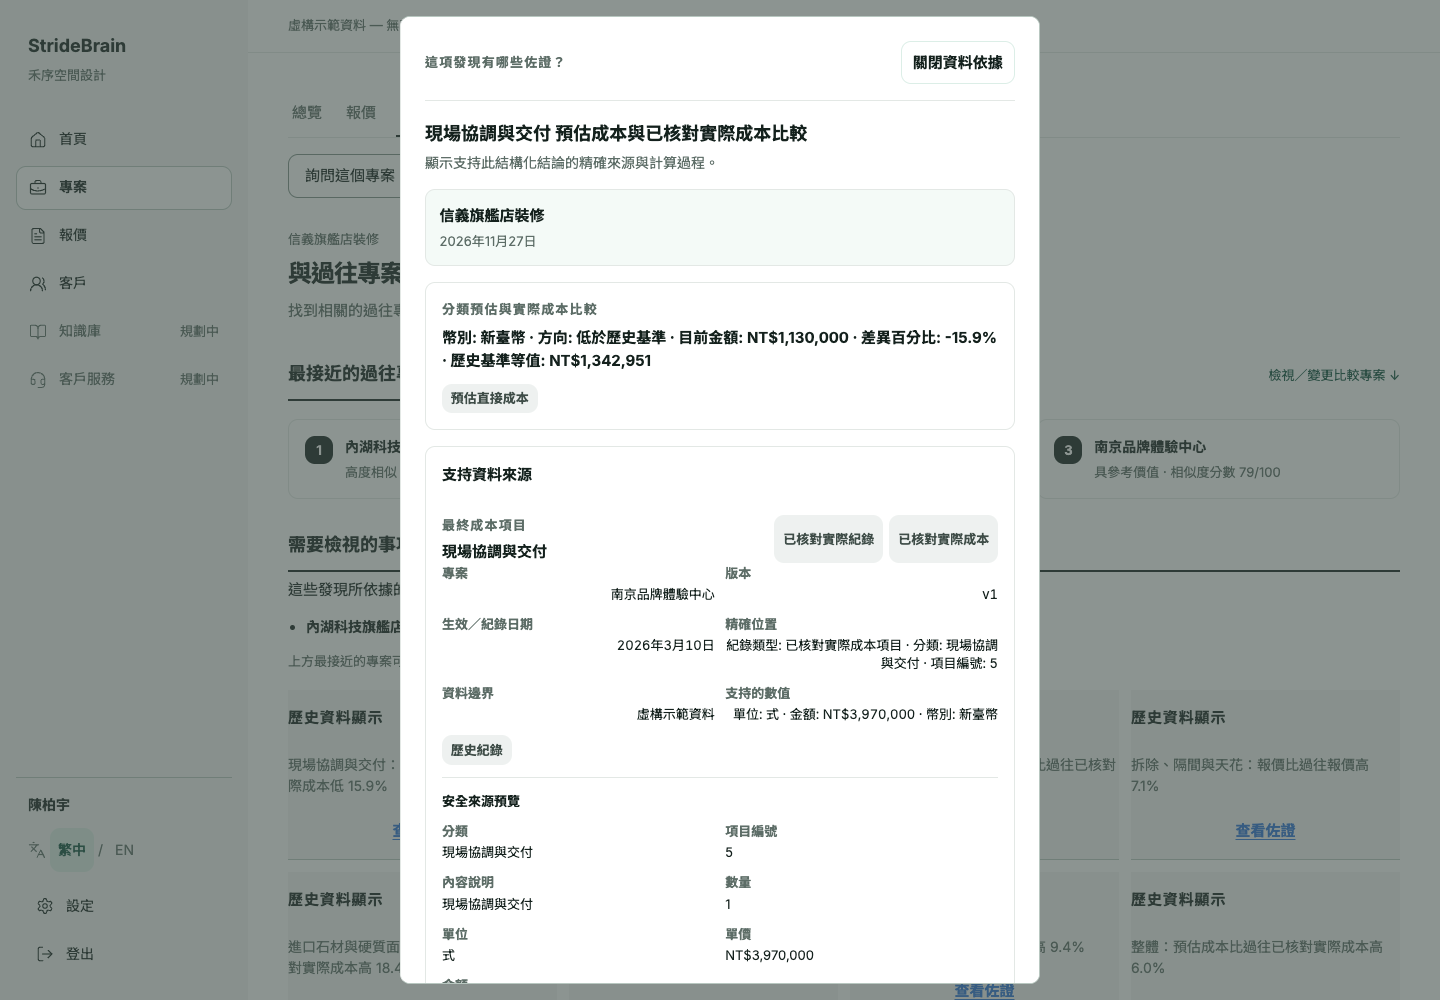 StrideBrain
禾序空間設計
首頁
專案
報價
客戶
知識庫 規劃中
客戶服務 規劃中
陳柏宇
繁中 / EN
設定
登出
虛構示範資料 — 無
總覽 報價
詢問這個專案
信義旗艦店裝修
與過往專案
找到相關的過往
最接近的過往
檢視／變更比較專案 ↓
1 內湖科技
高度相似
3 南京品牌體驗中心
具參考價值 · 相似度分數 79/100
需要檢視的事
這些發現所依據的
• 內湖科技旗艦店
上方最接近的專案可
歷史資料顯示
現場協調與交付：
際成本低 15.9%
比過往已核對
歷史資料顯示
拆除、隔間與天花：報價比過往報價高
7.1%
查看佐證
歷史資料顯示
進口石材與硬質面
對實際成本高 18.4
高 9.4%
查看佐證
歷史資料顯示
整體：預估成本比過往已核對實際成本高
6.0%
這項發現有哪些佐證？
關閉資料依據
現場協調與交付 預估成本與已核對實際成本比較
顯示支持此結構化結論的精確來源與計算過程。
信義旗艦店裝修
2026年11月27日
分類預估與實際成本比較
幣別: 新臺幣 · 方向: 低於歷史基準 · 目前金額: NT$1,130,000 · 差異百分比: -15.9%
· 歷史基準等值: NT$1,342,951
預估直接成本
支持資料來源
最終成本項目
現場協調與交付
已核對實際紀錄 已核對實際成本
專案
南京品牌體驗中心
版本
v1
生效／紀錄日期
2026年3月10日
精確位置
紀錄類型: 已核對實際成本項目 · 分類: 現場協調
與交付 · 項目編號: 5
資料邊界
虛構示範資料
支持的數值
單位: 式 · 金額: NT$3,970,000 · 幣別: 新臺幣
歷史紀錄
安全來源預覽
分類
現場協調與交付
項目編號
5
內容說明
現場協調與交付
數量
1
單位
式
單價
NT$3,970,000